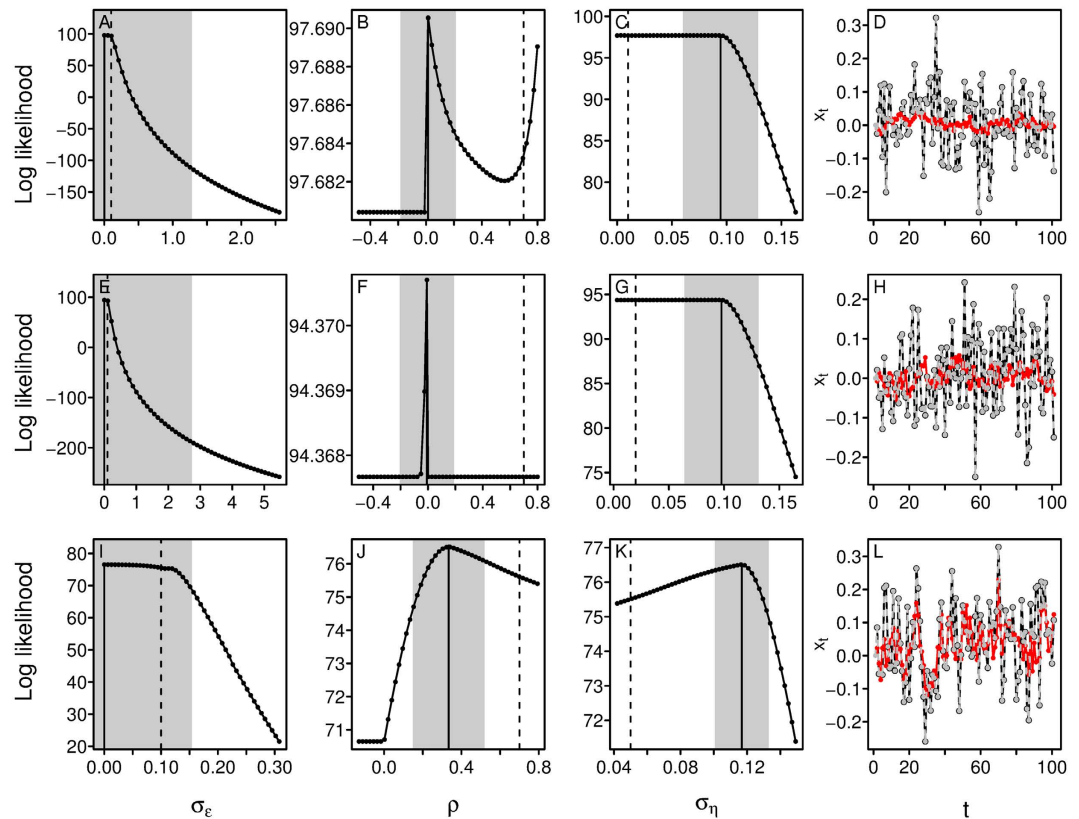 A B C D
Log likelihood
100
50
0
−50
−100
−150
0.0 1.0 2.0
97.690
97.688
97.686
97.684
97.682
−0.4 0.0 0.4 0.8
100
95
90
85
80
0.00 0.05 0.10 0.15
x_t
0.3
0.2
0.1
0.0
−0.1
−0.2
0 20 60 100
E F G H
Log likelihood
100
0
−100
−200
0 1 2 3 4 5
94.370
94.369
94.368
−0.4 0.0 0.4 0.8
95
90
85
80
75
0.00 0.05 0.10 0.15
x_t
0.2
0.1
0.0
−0.1
−0.2
0 20 60 100
I J K L
Log likelihood
80
70
60
50
40
30
20
0.00 0.10 0.20 0.30
76
75
74
73
72
71
−0.4 0.0 0.4 0.8
77
76
75
74
73
72
0.04 0.08 0.12
x_t
0.3
0.2
0.1
0.0
−0.1
−0.2
0 20 60 100
σ_ε ρ σ_η t